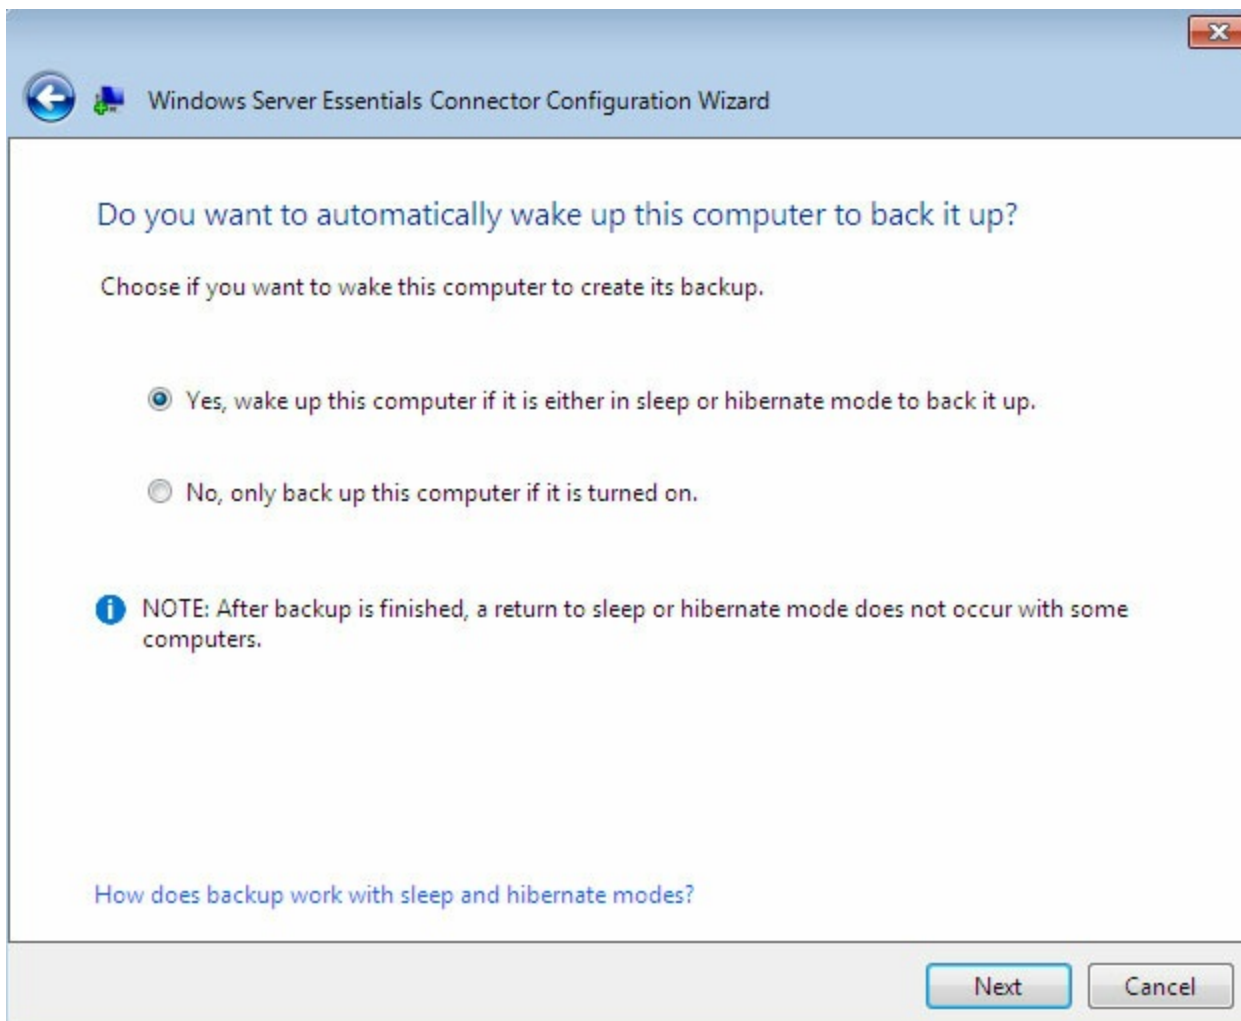 Windows Server Essentials Connector Configuration Wizard
Do you want to automatically wake up this computer to back it up?
Choose if you want to wake this computer to create its backup.
Yes, wake up this computer if it is either in sleep or hibernate mode to back it up.
No, only back up this computer if it is turned on.
NOTE: After backup is finished, a return to sleep or hibernate mode does not occur with some
computers.
How does backup work with sleep and hibernate modes?
Next Cancel